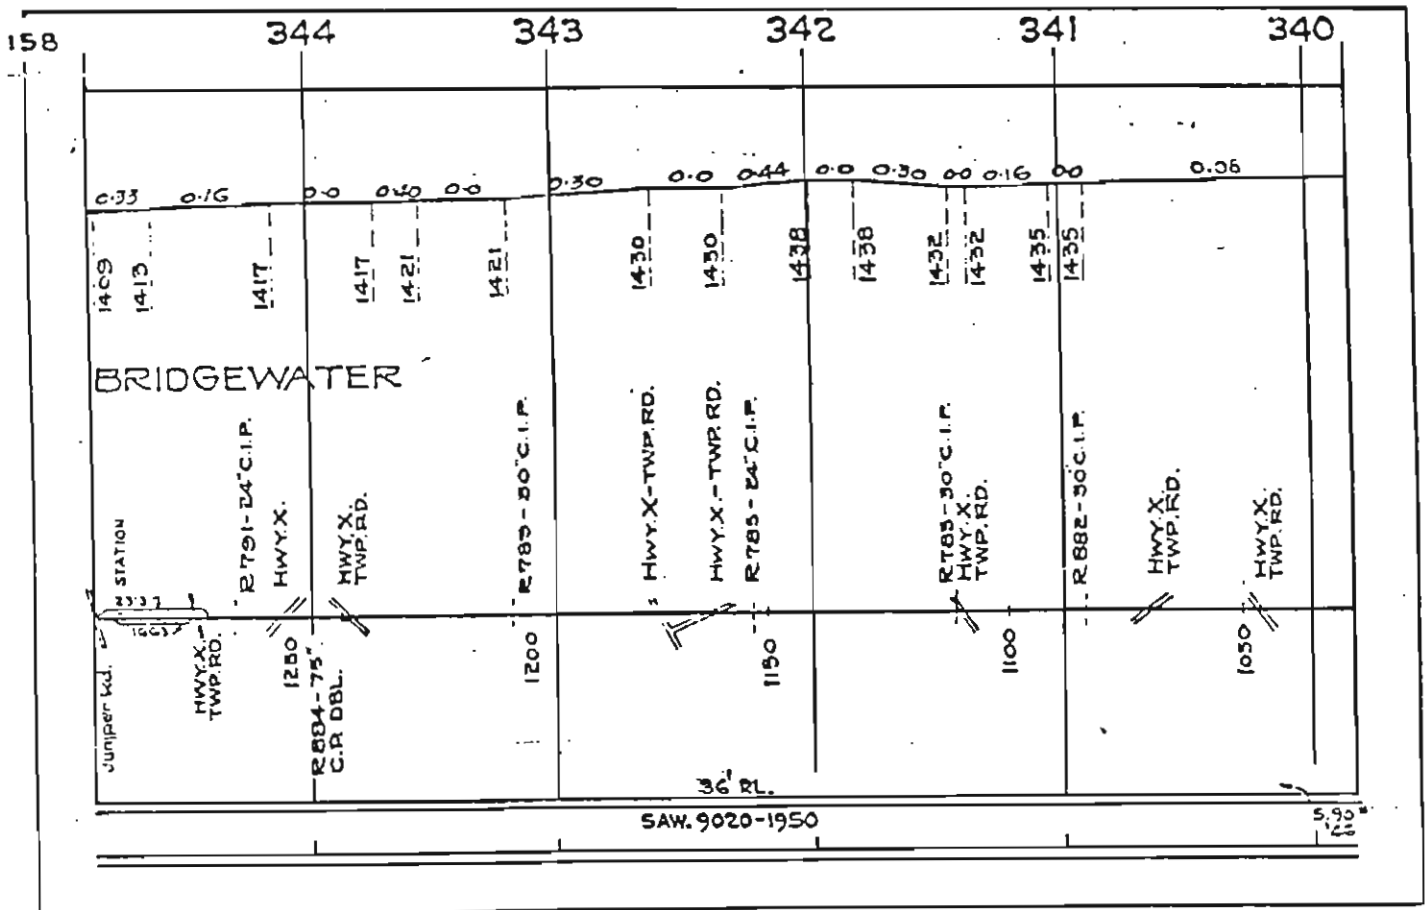 158
344 343 342 341 340
0.33 0.16 0.0 0.40 0.0 0.30 0.0 0.44 0.0 0.30 0.0 0.16 0.0 0.38
1409 1413 1417 1417 1421 1421 1430 1430 1438 1438 1432 1432 1435 1435
BRIDGEWATER
STATION
R791-24"C.I.P.
HWY.X.
HWY.X.
TWP.RD.
R789-30"C.I.P.
HWY.X-TWP.RD.
HWY.X.-TWP.RD.
R785-24"C.I.P.
R783-30"C.I.P.
HWY.X.
TWP.RD.
R882-30"C.I.P.
HWY.X.
TWP.RD.
HWY.X.
TWP.RD.
2337
1663
Juniper Rd.
HWY.X.
TWP.RD.
1250
R884-75"
C.P. DBL.
1200
1150
1100
1050
36' RL.
SAW. 9020-1950
S.90"